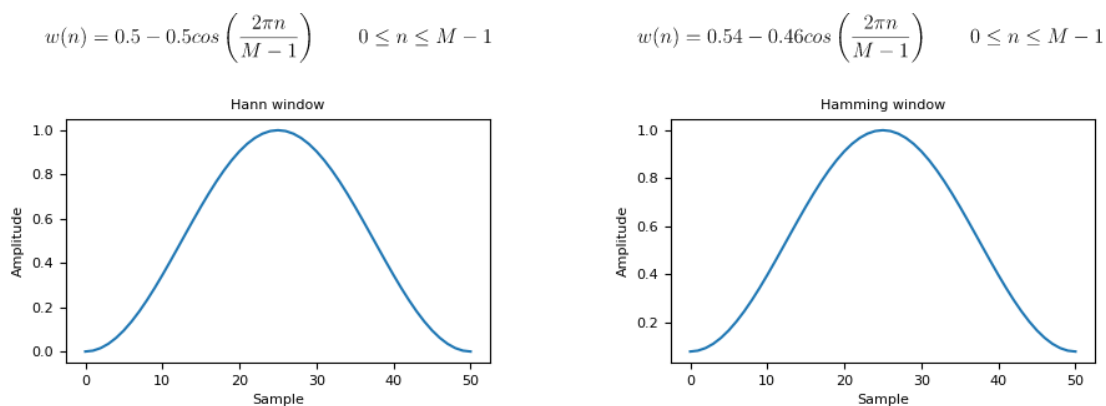 w(n) = 0.5 − 0.5cos(2πn / M − 1) 0 ≤ n ≤ M − 1
Hann window
1.0
0.8
0.6
0.4
0.2
0.0
Amplitude
0 10 20 30 40 50
Sample
w(n) = 0.54 − 0.46cos(2πn / M − 1) 0 ≤ n ≤ M − 1
Hamming window
1.0
0.8
0.6
0.4
0.2
Amplitude
0 10 20 30 40 50
Sample